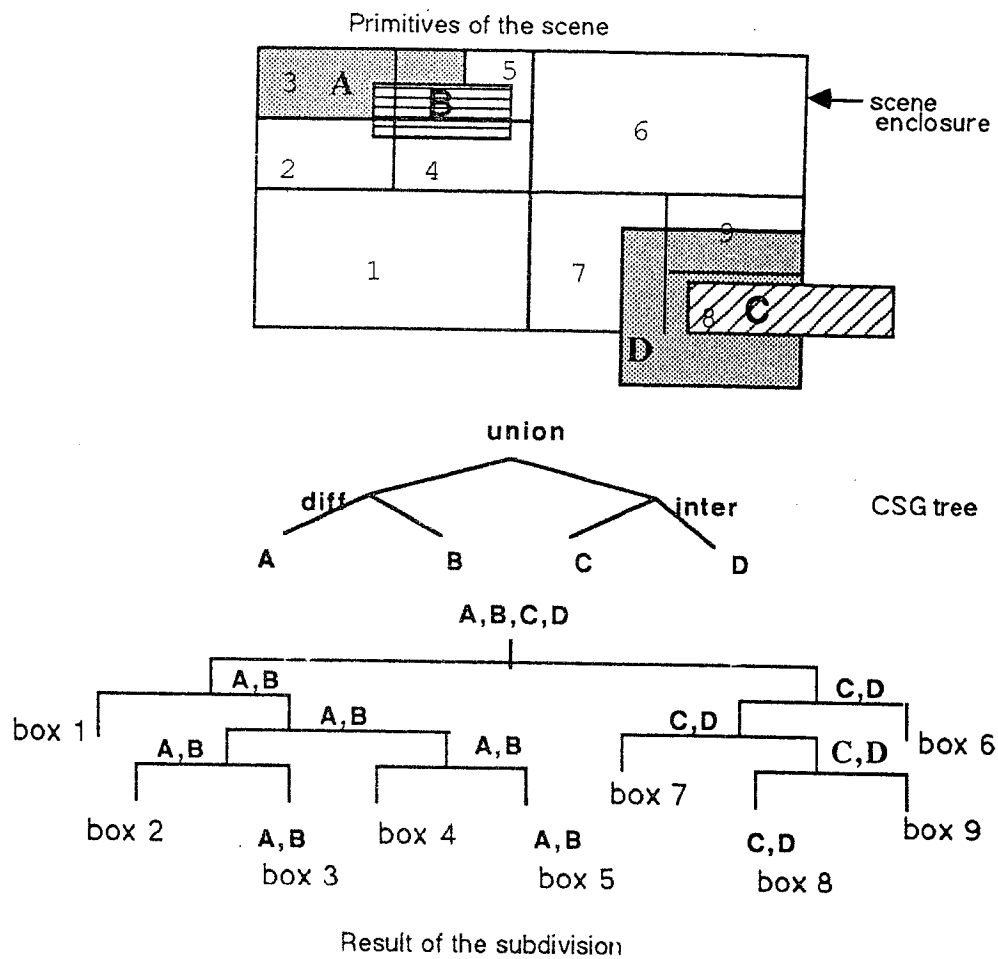 Primitives of the scene
3 A 5
B
scene
enclosure
6
2 4
9
1 7
8 C
D
union
diff inter CSG tree
A B C D
A,B,C,D
A,B C,D
box 1 A,B C,D box 6
A,B A,B C,D
box 7
box 2 box 4 box 9
A,B A,B C,D
box 3 box 5 box 8
Result of the subdivision